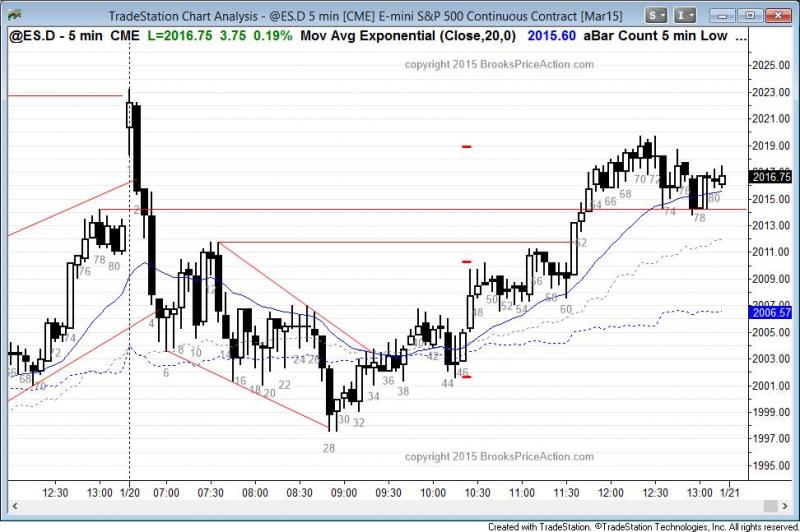 TradeStation Chart Analysis - @ES.D 5 min [CME] E-mini S&P 500 Continuous Contract [Mar15]
S I
@ES.D - 5 min CME L=2016.75 3.75 0.19% Mov Avg Exponential (Close,20,0) 2015.60 aBar Count 5 min Low ...
copyright 2015 BrooksPriceAction.com
2025.00
2023.00
2021.00
2019.00
2016.75
2015.00
2013.00
2011.00
2009.00
2006.57
2005.00
2003.00
2001.00
1999.00
1997.00
1995.00
66 68 70 72 74 76 78 80
2 4 6 8 10 12 14 16 18 20 22 24 26 28
30 32 34 36 38 40 42 44 46 48 50 52 54 56 58 60
62 64 66 68 70 72 74 76 78 80
copyright 2015 BrooksPriceAction.com
12:30 13:00 1/20 07:00 07:30 08:00 08:30 09:00 09:30 10:00 10:30 11:00 11:30 12:00 12:30 13:00 1/21
Created with TradeStation. ©TradeStation Technologies, Inc. All rights reserved.